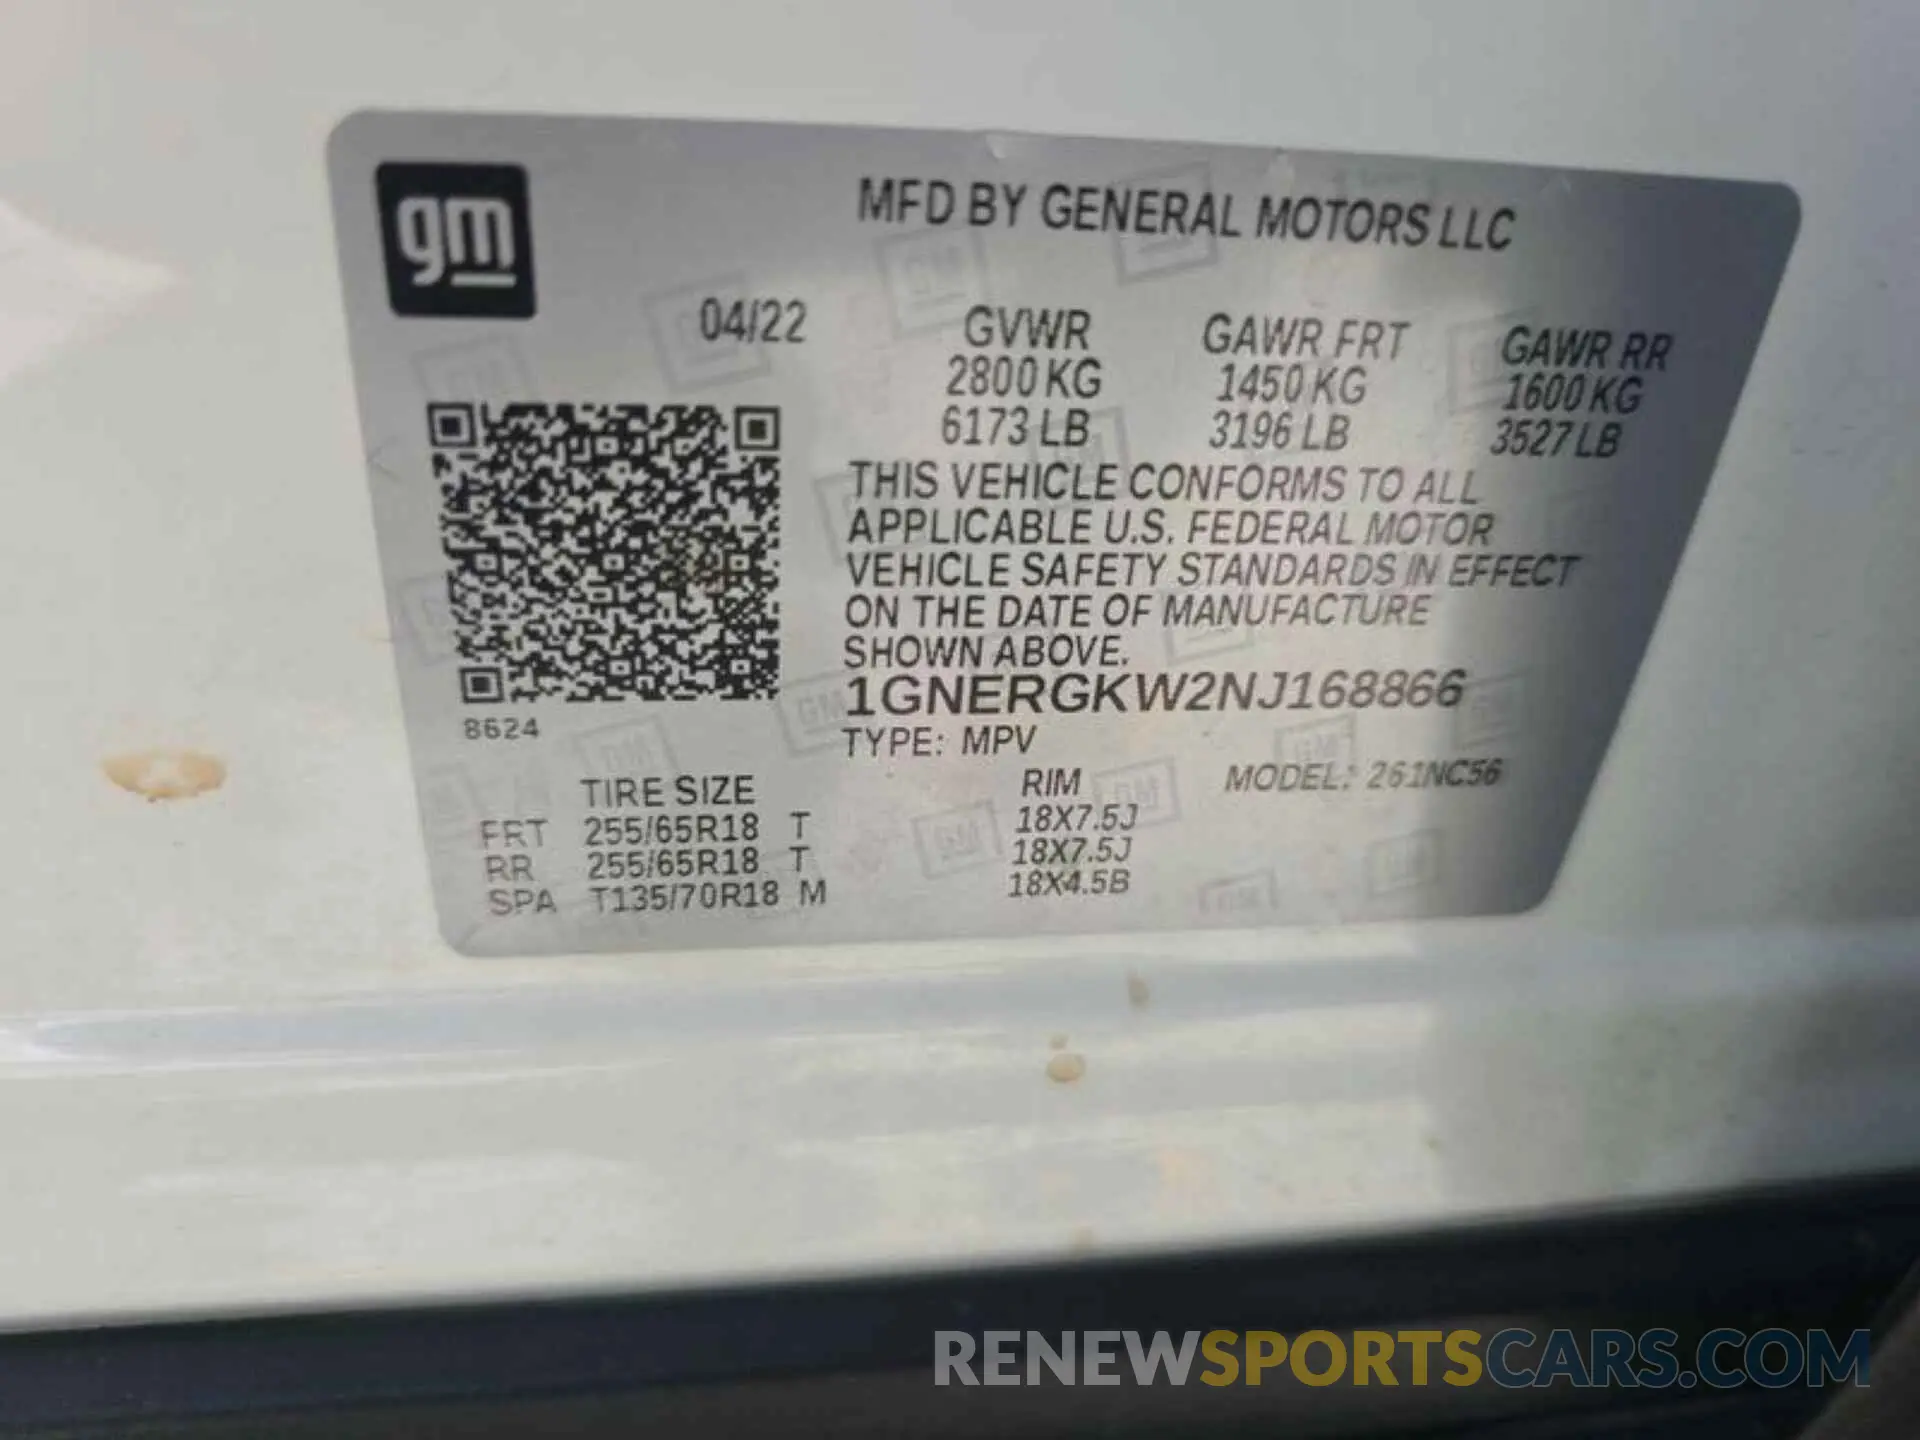 gm
MFD BY GENERAL MOTORS LLC
04/22 GVWR GAWR FRT GAWR RR
2800 KG 1450 KG 1600 KG
6173 LB 3196 LB 3527 LB
THIS VEHICLE CONFORMS TO ALL
APPLICABLE U.S. FEDERAL MOTOR
VEHICLE SAFETY STANDARDS IN EFFECT
ON THE DATE OF MANUFACTURE
SHOWN ABOVE.
1GNERGKW2NJ168866
8624
TYPE: MPV
TIRE SIZE RIM MODEL: 261NC56
FRT 255/65R18 T 18X7.5J
RR 255/65R18 T 18X7.5J
SPA T135/70R18 M 18X4.5B
RENEWSPORTSCARS.COM